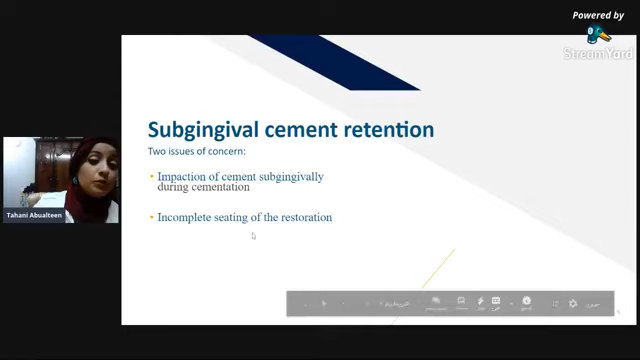 Powered by
StreamYard
Subgingival cement retention
Two issues of concern:
• Impaction of cement subgingivally
during cementation
• Incomplete seating of the restoration
Tahani Abualteen